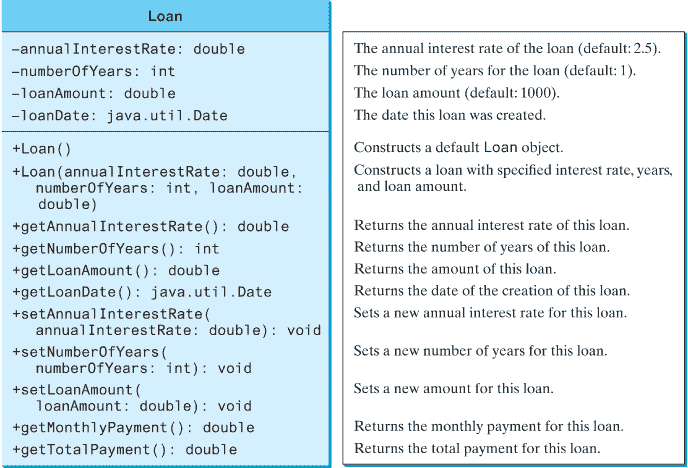 Loan
-annualInterestRate: double
-numberOfYears: int
-loanAmount: double
-loanDate: java.util.Date
+Loan()
+Loan(annualInterestRate: double,
numberOfYears: int, loanAmount:
double)
+getAnnualInterestRate(): double
+getNumberOfYears(): int
+getLoanAmount(): double
+getLoanDate(): java.util.Date
+setAnnualInterestRate(
annualInterestRate: double): void
+setNumberOfYears(
numberOfYears: int): void
+setLoanAmount(
loanAmount: double): void
+getMonthlyPayment(): double
+getTotalPayment(): double
The annual interest rate of the loan (default: 2.5).
The number of years for the loan (default: 1).
The loan amount (default: 1000).
The date this loan was created.
Constructs a default Loan object.
Constructs a loan with specified interest rate, years,
and loan amount.
Returns the annual interest rate of this loan.
Returns the number of years of this loan.
Returns the amount of this loan.
Returns the date of the creation of this loan.
Sets a new annual interest rate for this loan.
Sets a new number of years for this loan.
Sets a new amount for this loan.
Returns the monthly payment for this loan.
Returns the total payment for this loan.